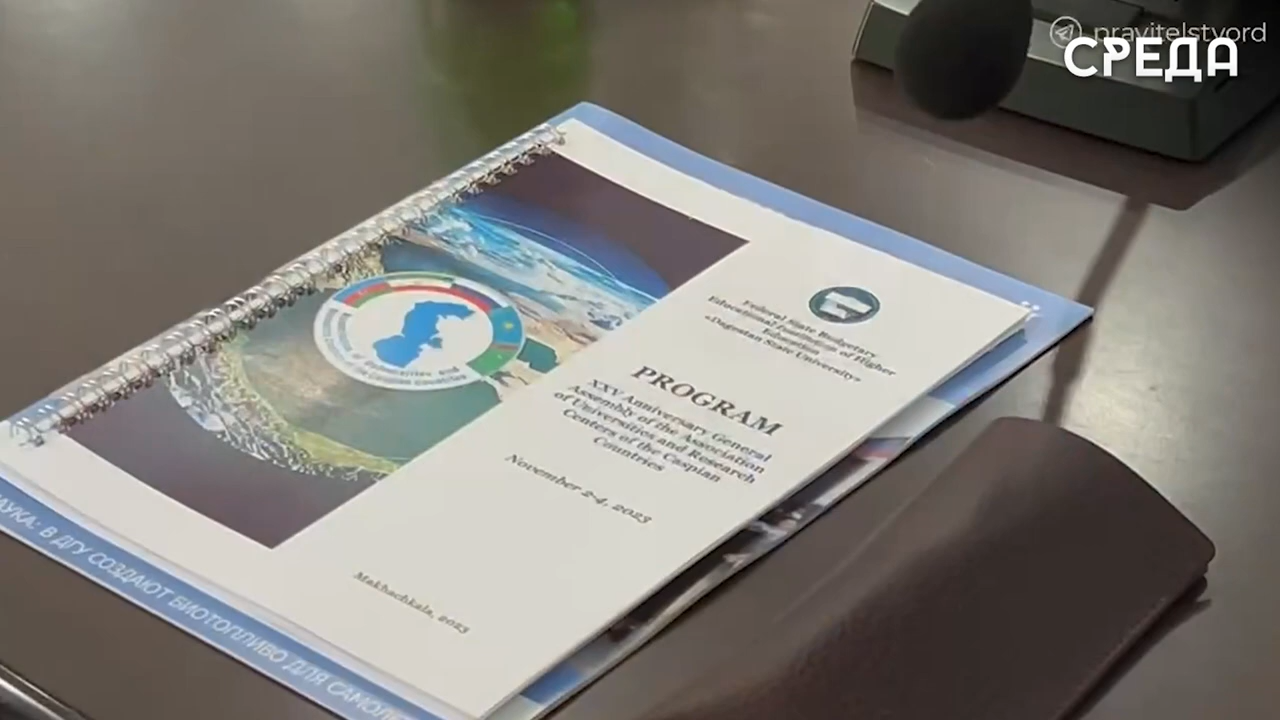 pravitelstvord
СРЕДА
Federal State Budgetary
Educational Institution of Higher
Education
«Dagestan State University»
PROGRAM
XXV Anniversary General
Assembly of the Association
of Universities and Research
Centers of the Caspian
Countries
November 2-4, 2023
Makhachkala, 2023
НАУКА: В ДГУ СОЗДАЮТ БИОТОПЛИВО ДЛЯ